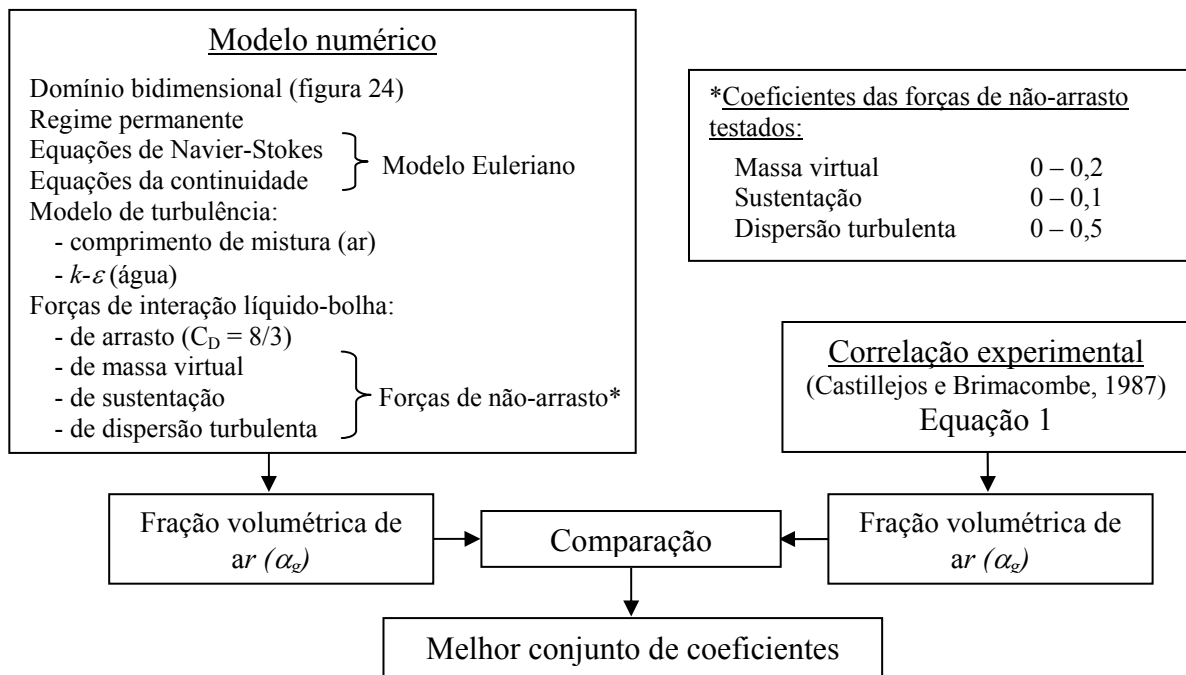 Modelo numérico
Domínio bidimensional (figura 24)
Regime permanente
Equações de Navier-Stokes
Equações da continuidade
Modelo Euleriano
Modelo de turbulência:
- comprimento de mistura (ar)
- k-ε (água)
Forças de interação líquido-bolha:
- de arrasto (C_D = 8/3)
- de massa virtual
- de sustentação
- de dispersão turbulenta
Forças de não-arrasto*
*Coeficientes das forças de não-arrasto
testados:
Massa virtual 0 – 0,2
Sustentação 0 – 0,1
Dispersão turbulenta 0 – 0,5
Correlação experimental
(Castillejos e Brimacombe, 1987)
Equação 1
Fração volumétrica de
ar (α_g)
Comparação
Fração volumétrica de
ar (α_g)
Melhor conjunto de coeficientes